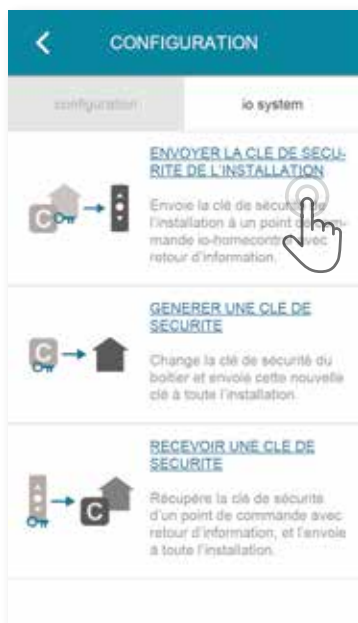 CONFIGURATION
configuration
io system
ENVOYER LA CLE DE SECU-
RITE DE L'INSTALLATION
Envoie la clé de sécurité de
l'installation à un point de com-
mande io-homecontrol avec
retour d'information.
C
GENERER UNE CLE DE
SECURITE
Change la clé de sécurité du
boitier et envoie cette nouvelle
clé à toute l'installation.
C
RECEVOIR UNE CLE DE
SECURITE
Récupère la clé de sécurité
d'un point de commande avec
retour d'information, et l'envoie
à toute l'installation.
C